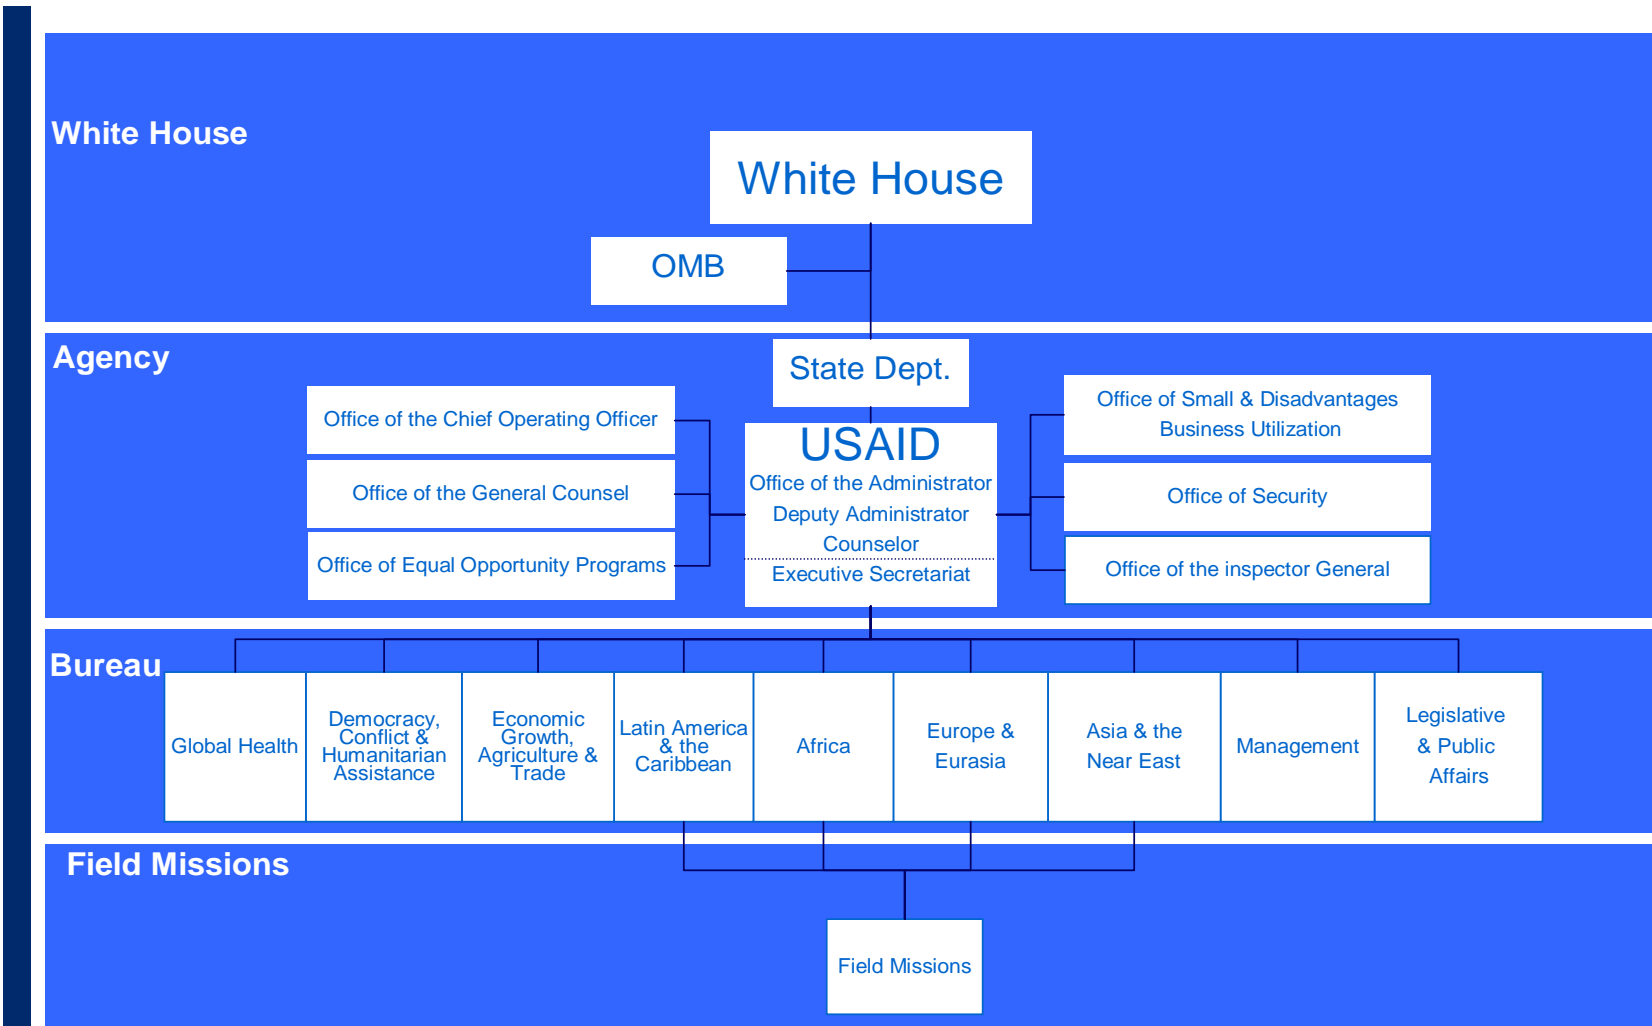 White House
White House
OMB
Agency
State Dept.
Office of the Chief Operating Officer
Office of the General Counsel
Office of Equal Opportunity Programs
USAID
Office of the Administrator
Deputy Administrator
Counselor
Executive Secretariat
Office of Small & Disadvantages
Business Utilization
Office of Security
Office of the inspector General
Bureau
Global Health
Democracy,
Conflict &
Humanitarian
Assistance
Economic
Growth,
Agriculture &
Trade
Latin America
& the
Caribbean
Africa
Europe &
Eurasia
Asia & the
Near East
Management
Legislative
& Public
Affairs
Field Missions
Field Missions